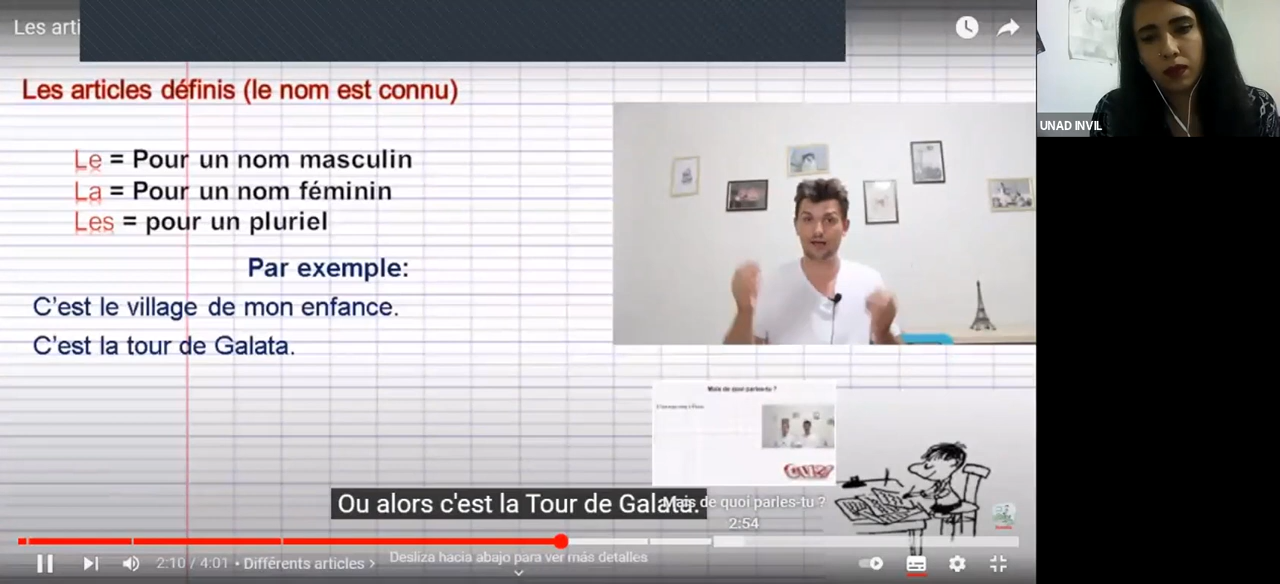 Les arti
Les articles définis (le nom est connu)
Le = Pour un nom masculin
La = Pour un nom féminin
Les = pour un pluriel
Par exemple:
C'est le village de mon enfance.
C'est la tour de Galata.
UNAD INVIL
Mais de quoi parles-tu ?
Ou alors c'est la Tour de Galata.
Mais de quoi parles-tu ?
2:54
2:10 / 4:01 • Différents articles >
Desliza hacia abajo para ver más detalles